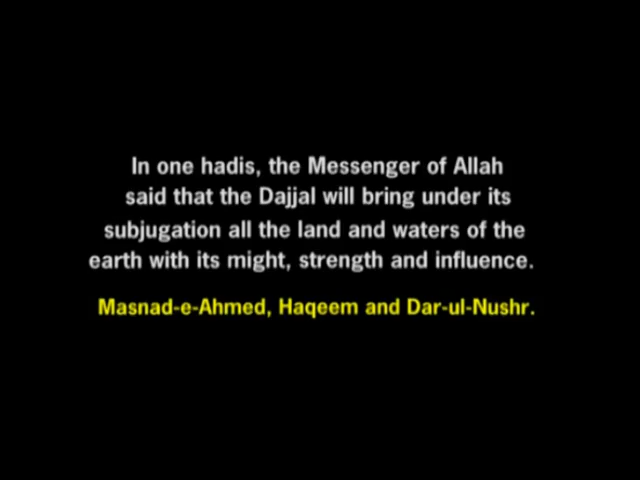 In one hadis, the Messenger of Allah
said that the Dajjal will bring under its
subjugation all the land and waters of the
earth with its might, strength and influence.
Masnad-e-Ahmed, Haqeem and Dar-ul-Nushr.